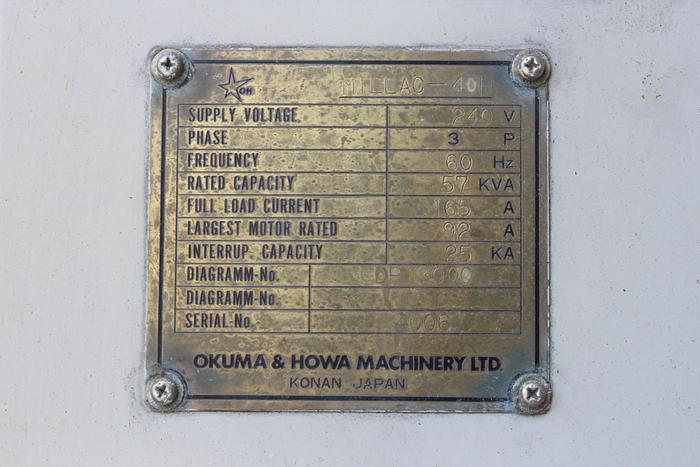 OH MILLAC-40H
SUPPLY VOLTAGE 240 V
PHASE 3 P
FREQUENCY 60 Hz
RATED CAPACITY 57 KVA
FULL LOAD CURRENT 165 A
LARGEST MOTOR RATED 92 A
INTERRUP. CAPACITY 25 KA
DIAGRAMM-No.
DIAGRAMM-No.
SERIAL-No.
OKUMA & HOWA MACHINERY LTD.
KONAN JAPAN